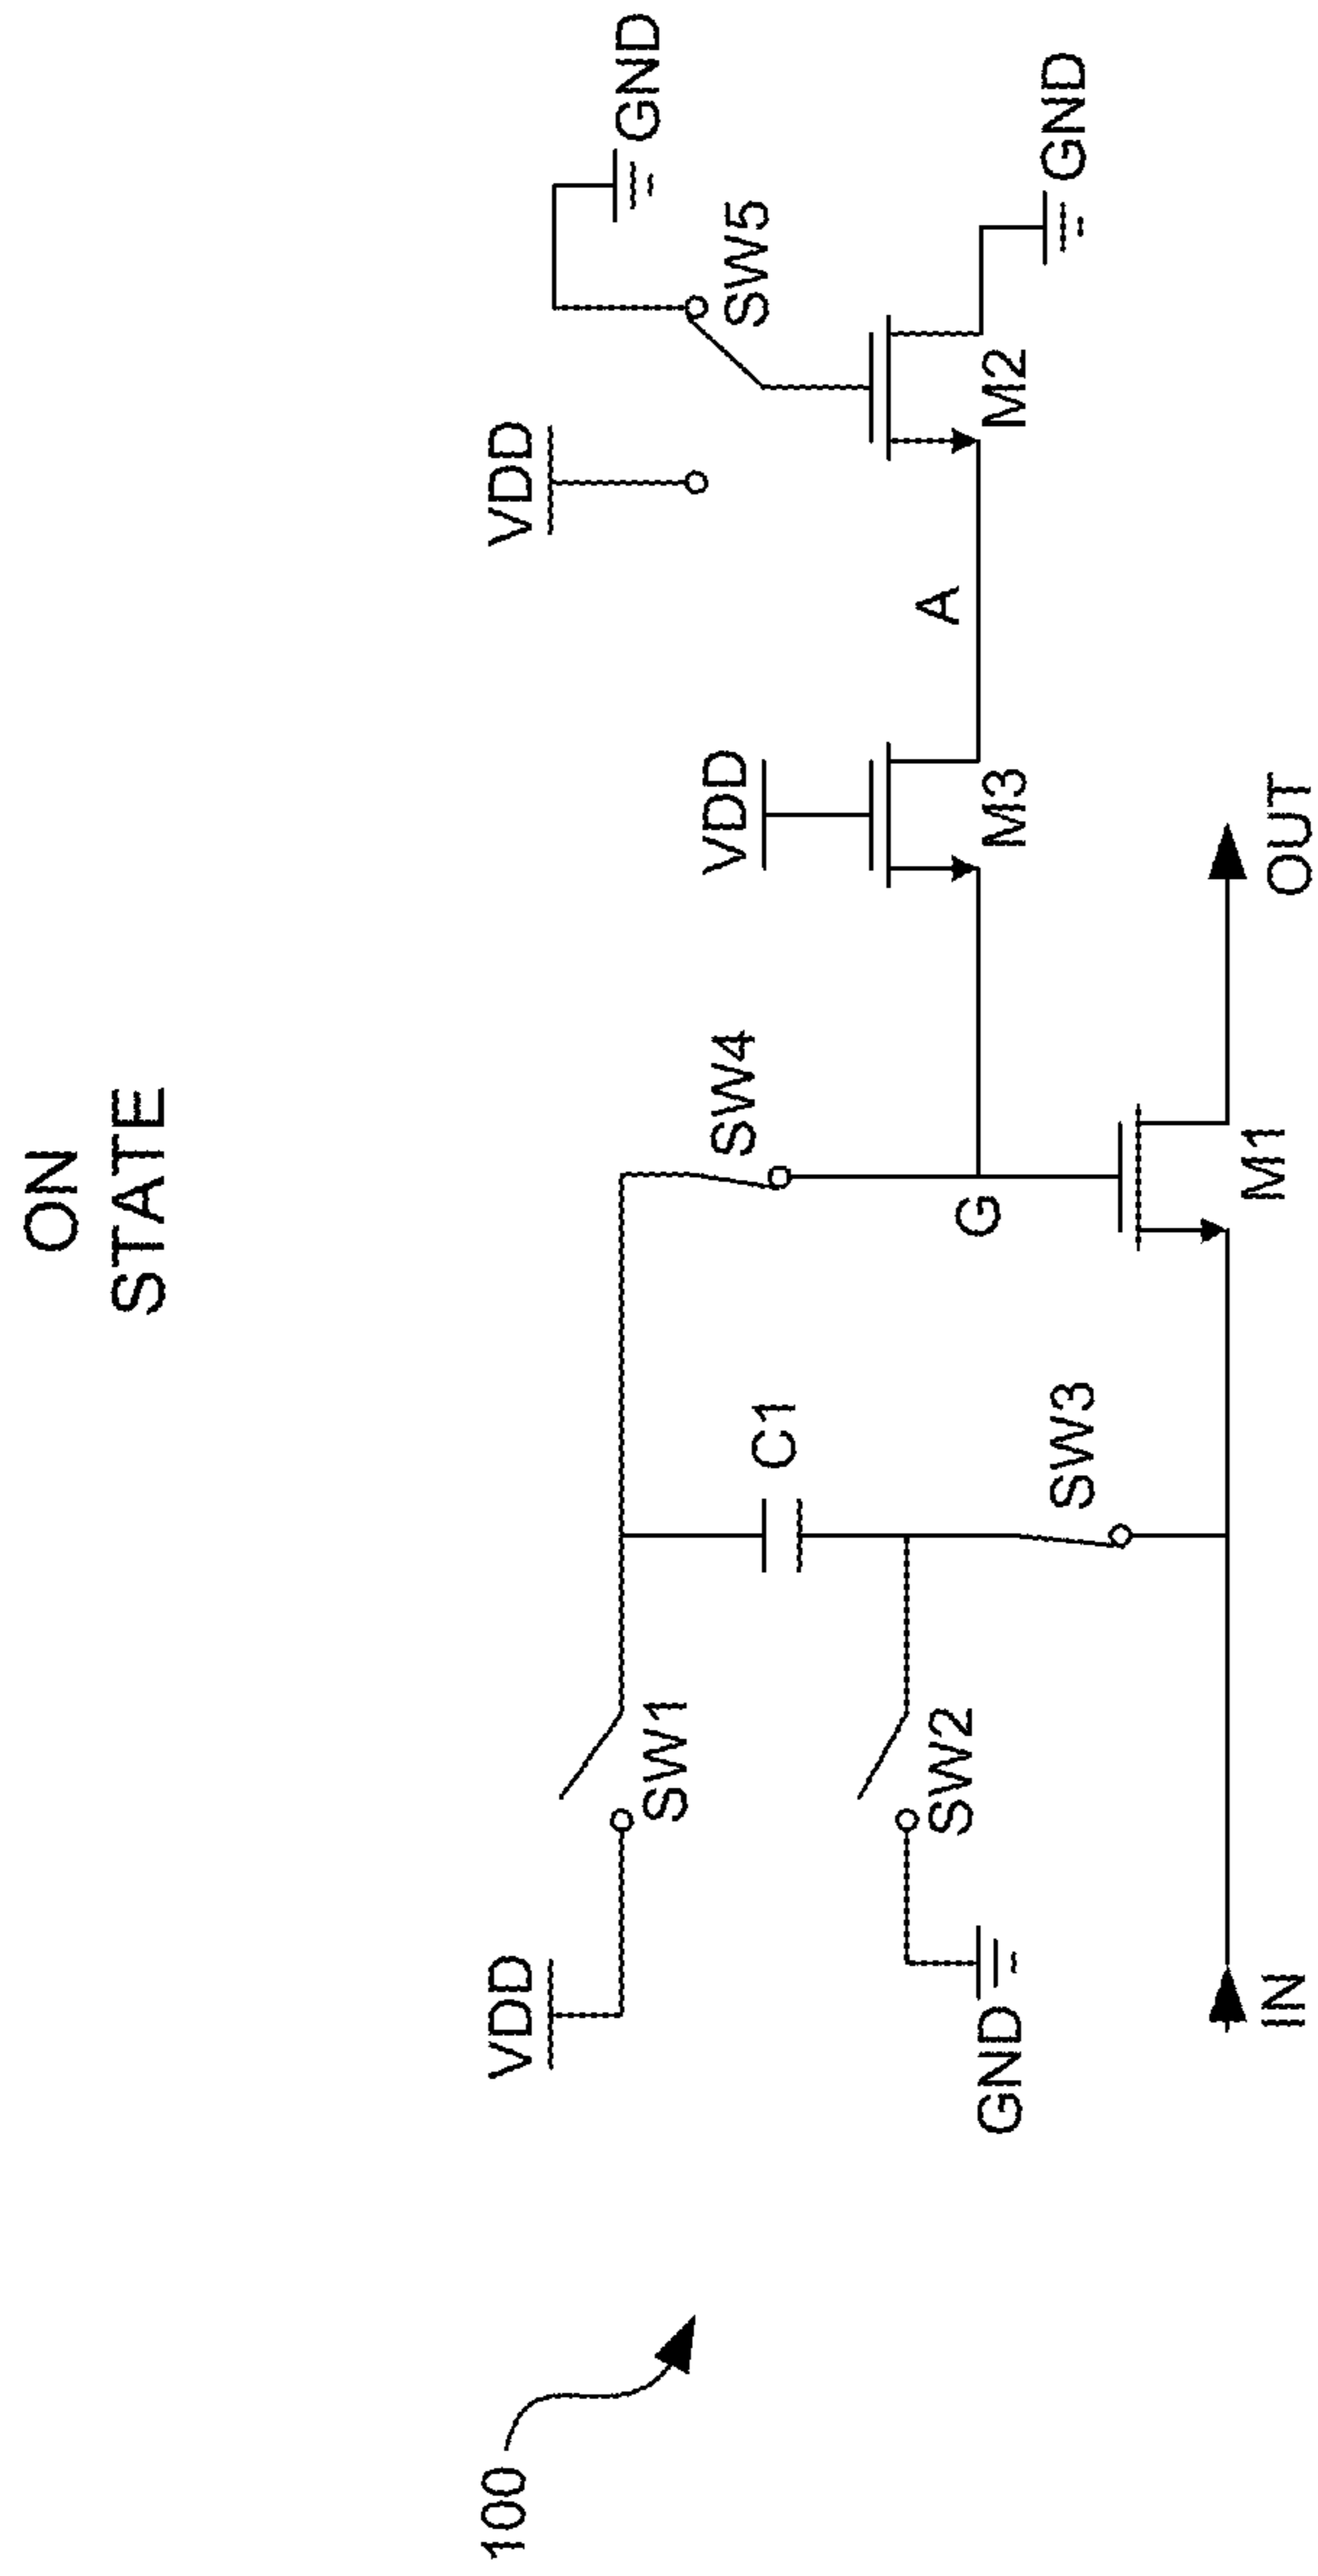 ON
STATE
100
VDD
SW1
GND
SW2
C1
SW3
IN
SW4
G
M1
OUT
VDD
M3
A
VDD
SW5
GND
M2
GND